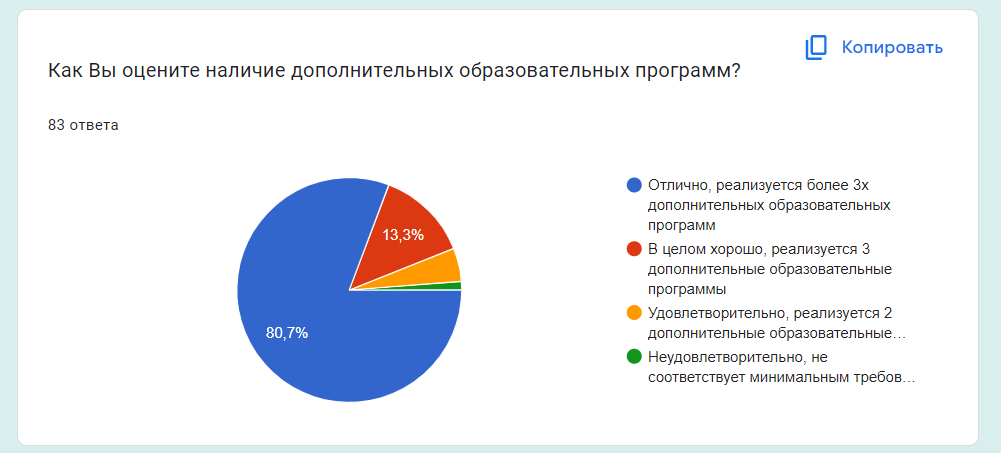 Копировать
Как Вы оцените наличие дополнительных образовательных программ?
83 ответа
13,3%
80,7%
Отлично, реализуется более 3х
дополнительных образовательных
программ
В целом хорошо, реализуется 3
дополнительные образовательные
программы
Удовлетворительно, реализуется 2
дополнительные образовательные…
Неудовлетворительно, не
соответствует минимальным требов…